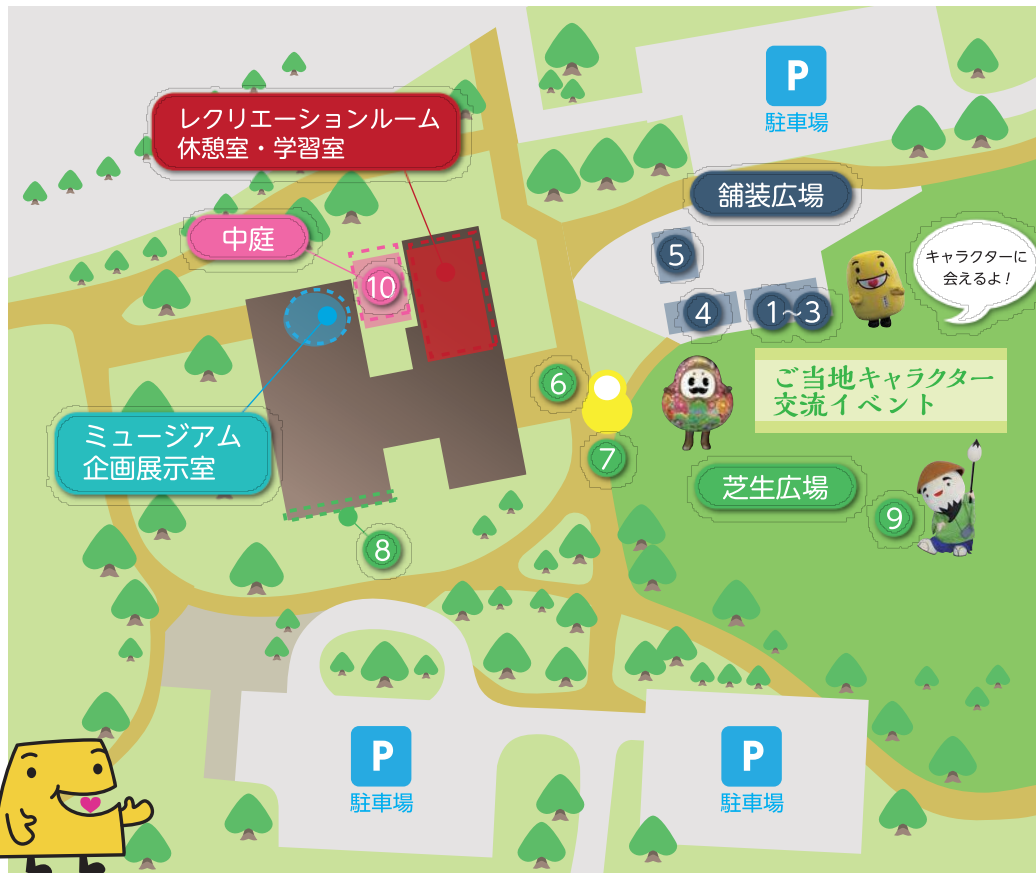 P
駐車場
レクリエーションルーム
休憩室・学習室
舗装広場
中庭
5
キャラクターに
会えるよ!
10
4
1~3
ご当地キャラクター
交流イベント
6
ミュージアム
企画展示室
7
芝生広場
9
8
P
駐車場
P
駐車場